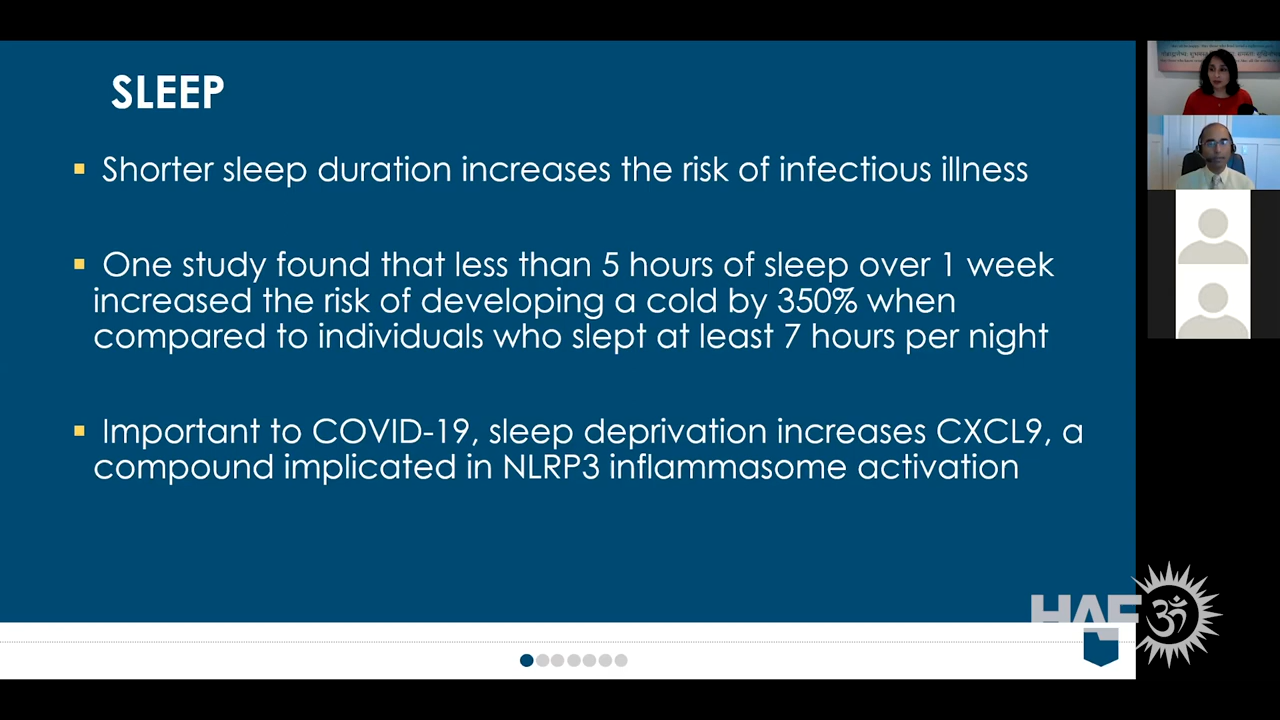 SLEEP
▪ Shorter sleep duration increases the risk of infectious illness
▪ One study found that less than 5 hours of sleep over 1 week
increased the risk of developing a cold by 350% when
compared to individuals who slept at least 7 hours per night
▪ Important to COVID-19, sleep deprivation increases CXCL9, a
compound implicated in NLRP3 inflammasome activation
HAF ॐ